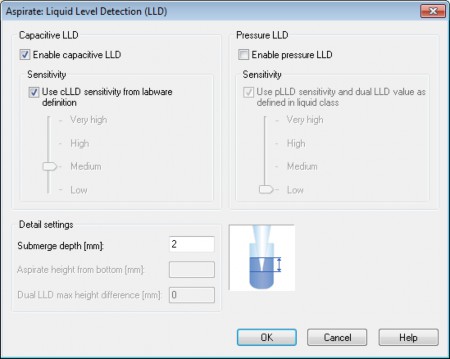 Aspirate: Liquid Level Detection (LLD)
Capacitive LLD
Enable capacitive LLD
Sensitivity
Use cLLD sensitivity from labware
definition
Very high
High
Medium
Low
Pressure LLD
Enable pressure LLD
Sensitivity
Use pLLD sensitivity and dual LLD value as
defined in liquid class
Very high
High
Medium
Low
Detail settings
Submerge depth [mm]: 2
Aspirate height from bottom [mm]:
Dual LLD max height difference [mm]: 0
OK Cancel Help